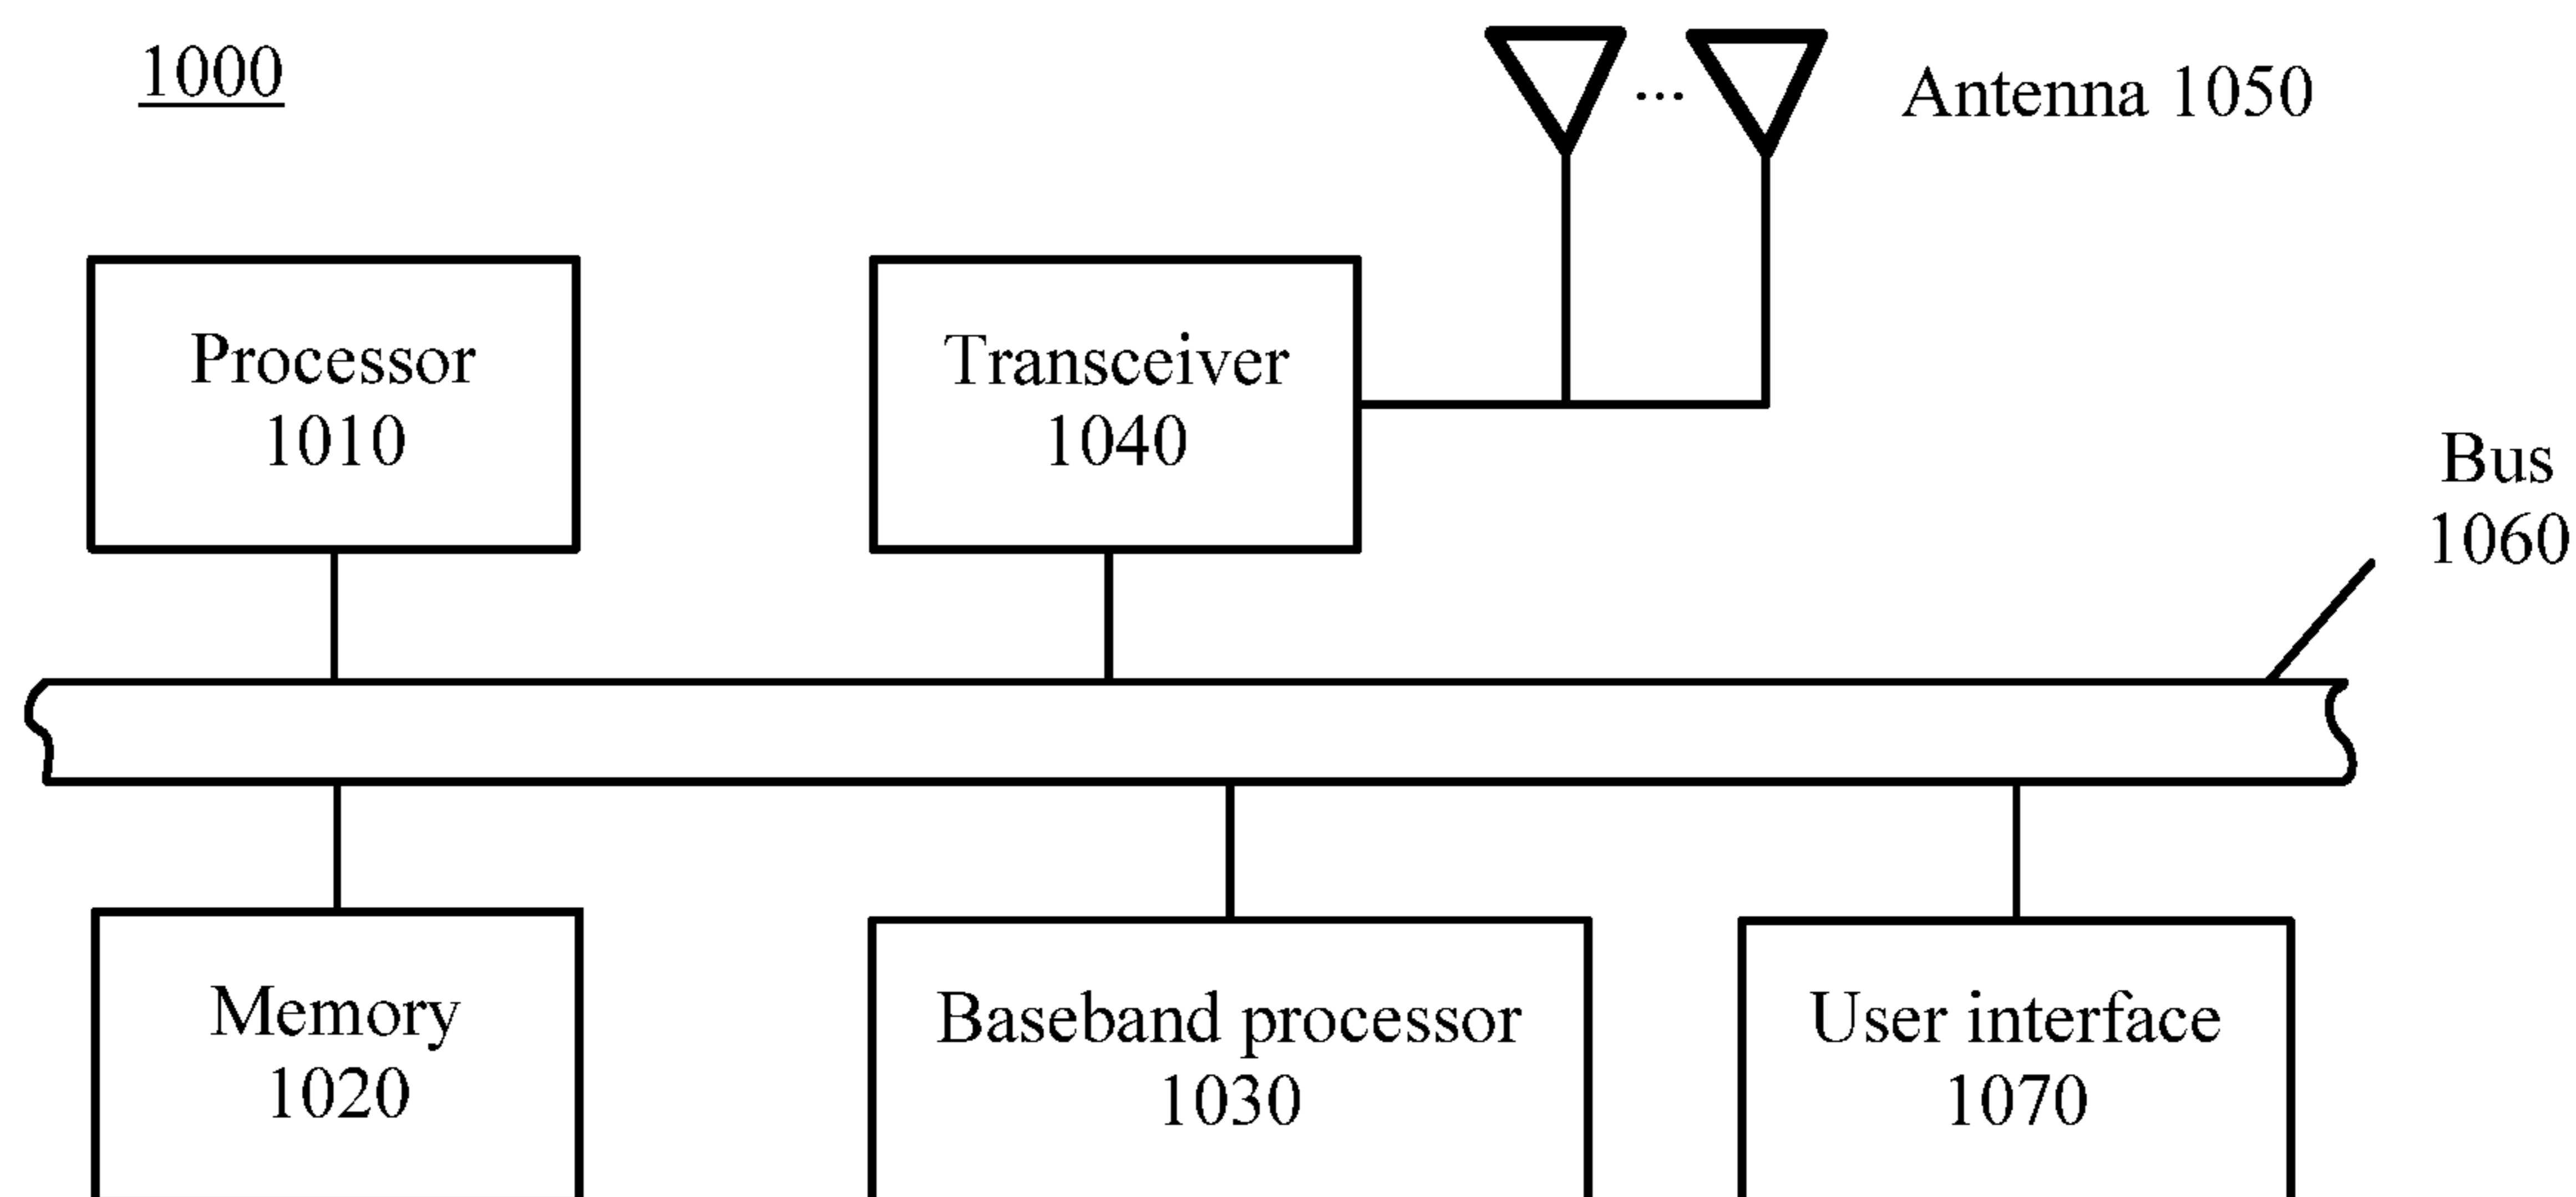 1000
... Antenna 1050
Processor
1010
Transceiver
1040
Bus
1060
Memory
1020
Baseband processor
1030
User interface
1070